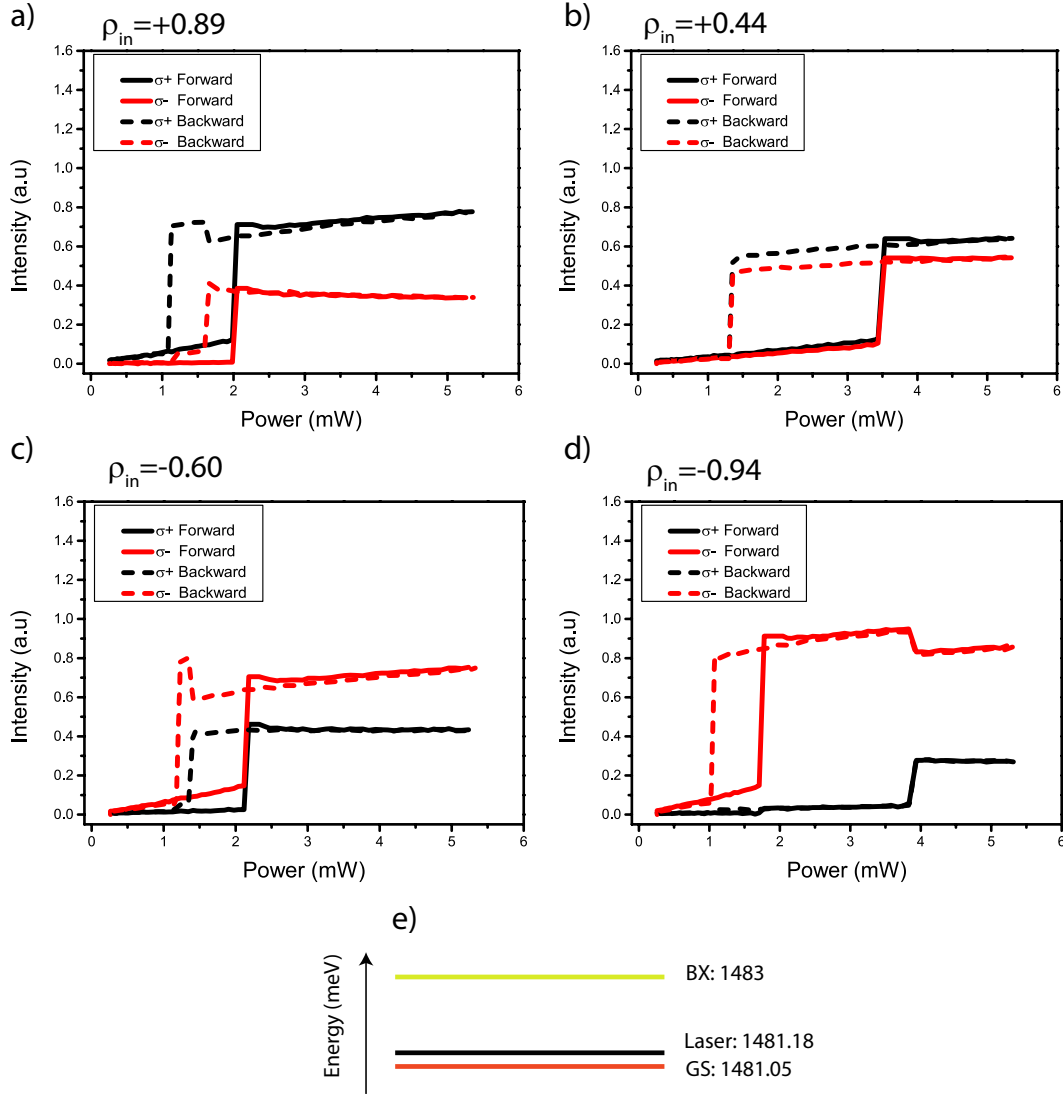 a)
ρin=+0.89
1.6
1.4
1.2
1.0
0.8
0.6
0.4
0.2
0.0
Intensity (a.u)
σ+ Forward
σ- Forward
σ+ Backward
σ- Backward
0 1 2 3 4 5 6
Power (mW)
b)
ρin=+0.44
1.6
1.4
1.2
1.0
0.8
0.6
0.4
0.2
0.0
Intensity (a.u)
σ+ Forward
σ- Forward
σ+ Backward
σ- Backward
0 1 2 3 4 5 6
Power (mW)
c)
ρin=-0.60
1.6
1.4
1.2
1.0
0.8
0.6
0.4
0.2
0.0
Intensity (a.u)
σ+ Forward
σ- Forward
σ+ Backward
σ- Backward
0 1 2 3 4 5 6
Power (mW)
d)
ρin=-0.94
1.6
1.4
1.2
1.0
0.8
0.6
0.4
0.2
0.0
Intensity (a.u)
σ+ Forward
σ- Forward
σ+ Backward
σ- Backward
0 1 2 3 4 5 6
Power (mW)
e)
Energy (meV)
BX: 1483
Laser: 1481.18
GS: 1481.05